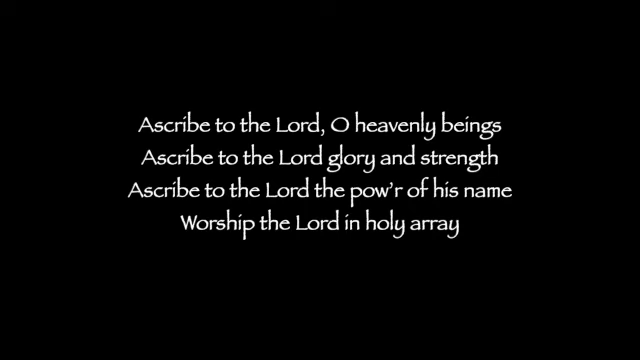 Ascribe to the Lord, O heavenly beings
Ascribe to the Lord glory and strength
Ascribe to the Lord the pow’r of his name
Worship the Lord in holy array